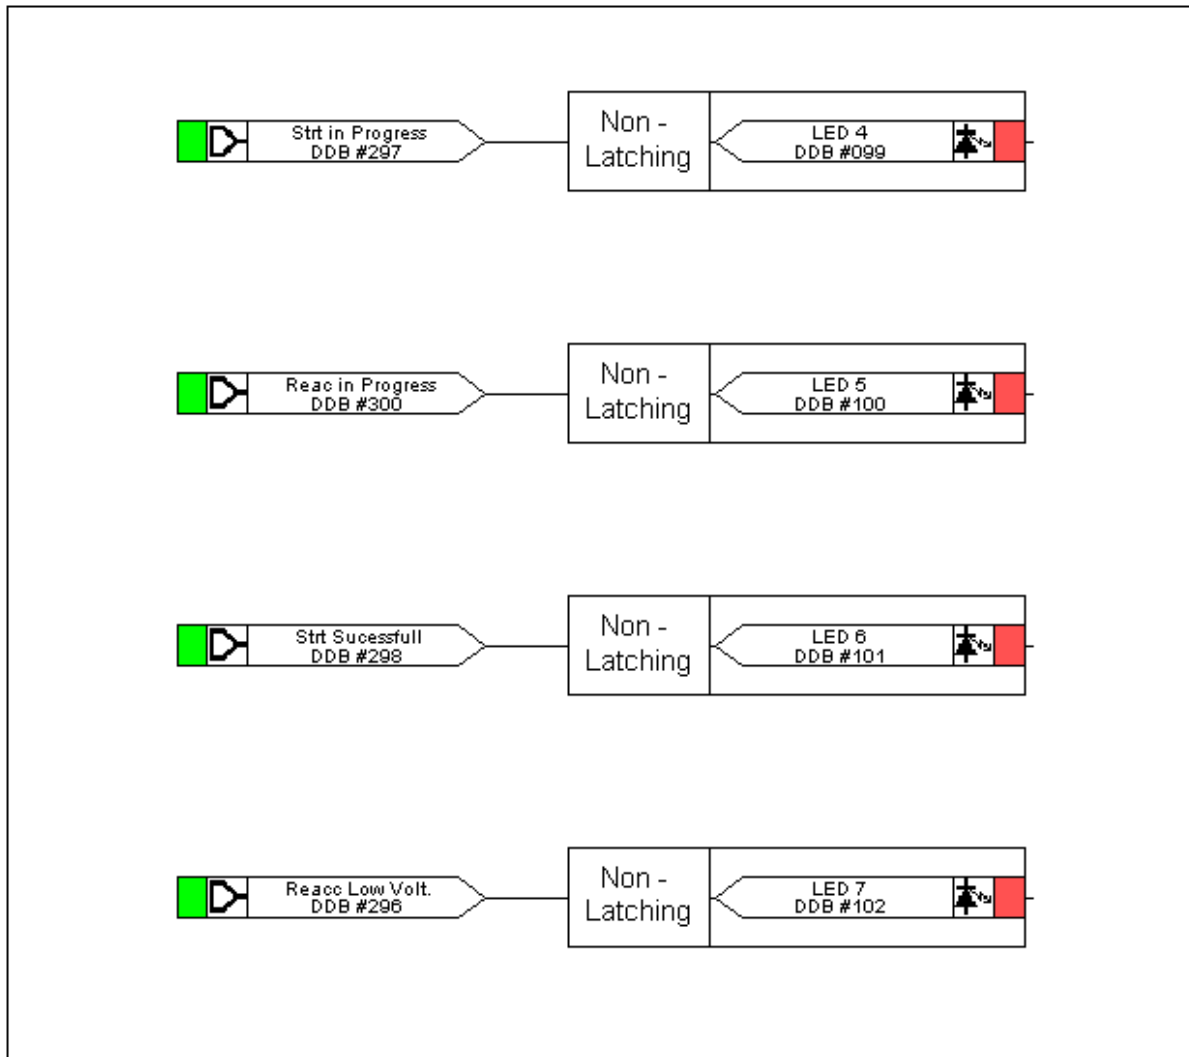 Strt in Progress
DDB #297
Non -
Latching
LED 4
DDB #099
Reac in Progress
DDB #300
Non -
Latching
LED 5
DDB #100
Strt Sucessfull
DDB #298
Non -
Latching
LED 6
DDB #101
Reacc Low Volt.
DDB #296
Non -
Latching
LED 7
DDB #102